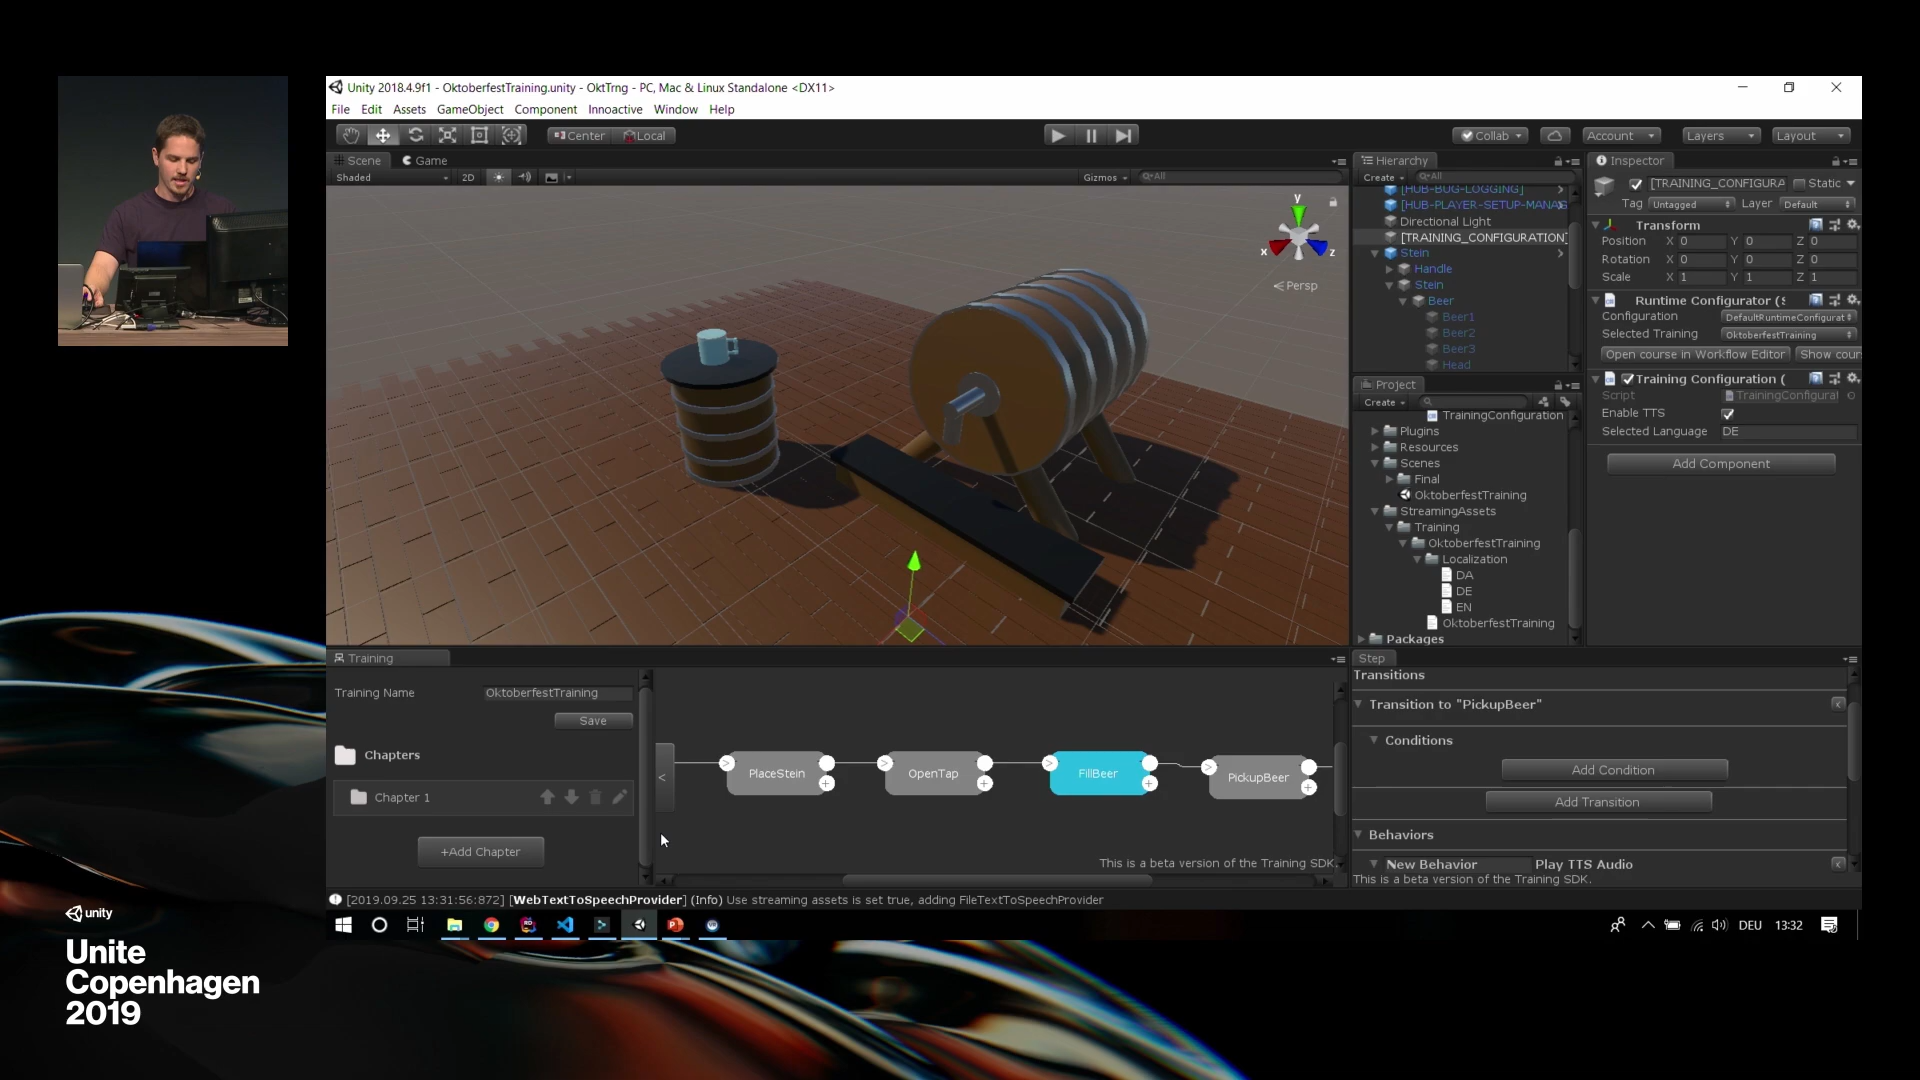 Unity 2018.4.9f1 - OktoberfestTraining.unity - OktTrng - PC, Mac & Linux Standalone <DX11>
File Edit Assets GameObject Component Innoactive Window Help
Center Local
Collab Account Layers Layout
Scene Game
Shaded 2D Gizmos All
y
x z
Persp
Hierarchy
Create All
[HUB-BUG-LOGGING]
[HUB-PLAYER-SETUP-MANAG
Directional Light
[TRAINING_CONFIGURATION]
Stein
Handle
Stein
Beer
Beer1
Beer2
Beer3
Head
Project
Create
TrainingConfiguration
Plugins
Resources
Scenes
Final
OktoberfestTraining
StreamingAssets
Training
OktoberfestTraining
Localization
DA
DE
EN
OktoberfestTraining
Packages
Inspector
[TRAINING_CONFIGURA Static
Tag Untagged Layer Default
Transform
Position X 0 Y 0 Z 0
Rotation X 0 Y 0 Z 0
Scale X 1 Y 1 Z 1
Runtime Configurator (S
Configuration DefaultRuntimeConfigurat
Selected Training OktoberfestTraining
Open course in Workflow Editor Show cour
Training Configuration (
Script TrainingConfigurat
Enable TTS
Selected Language DE
Add Component
Training
Training Name OktoberfestTraining
Save
Chapters
Chapter 1
+Add Chapter
<
PlaceStein OpenTap FillBeer PickupBeer
This is a beta version of the Training SDK
Step
Transitions
Transition to "PickupBeer" x
Conditions
Add Condition
Add Transition
Behaviors
New Behavior Play TTS Audio x
This is a beta version of the Training SDK.
[2019.09.25 13:31:56:872] [WebTextToSpeechProvider] (Info) Use streaming assets is set true, adding FileTextToSpeechProvider
DEU 13:32
unity
Unite
Copenhagen
2019